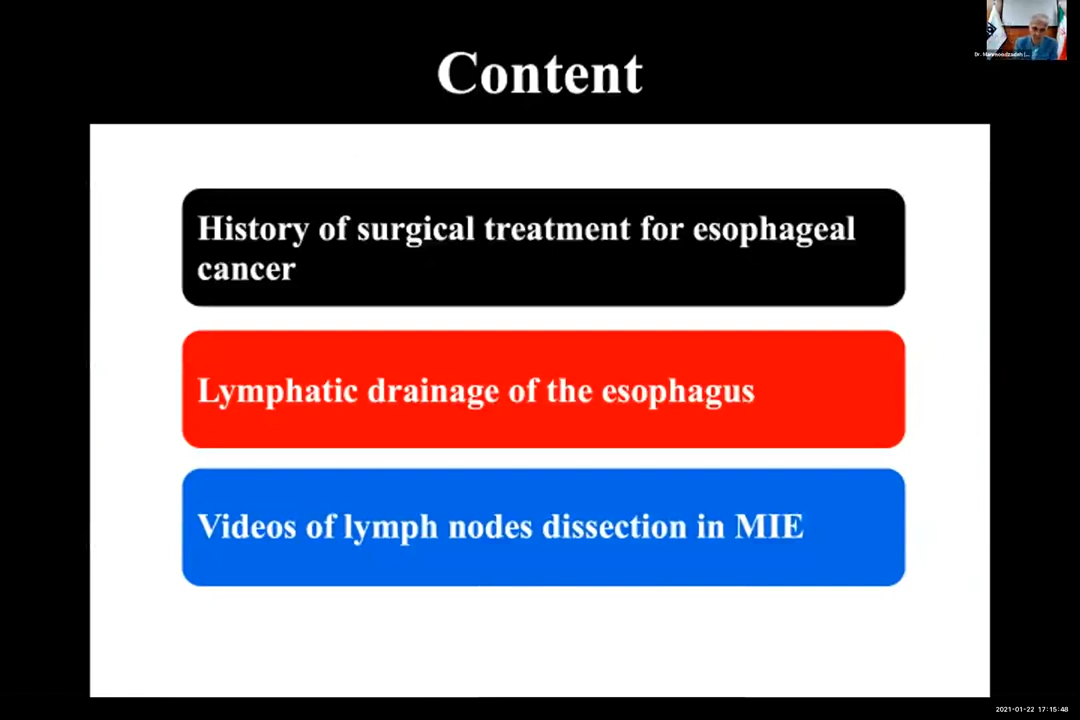 Content
History of surgical treatment for esophageal
cancer
Lymphatic drainage of the esophagus
Videos of lymph nodes dissection in MIE
2021-01-22 17:15:48